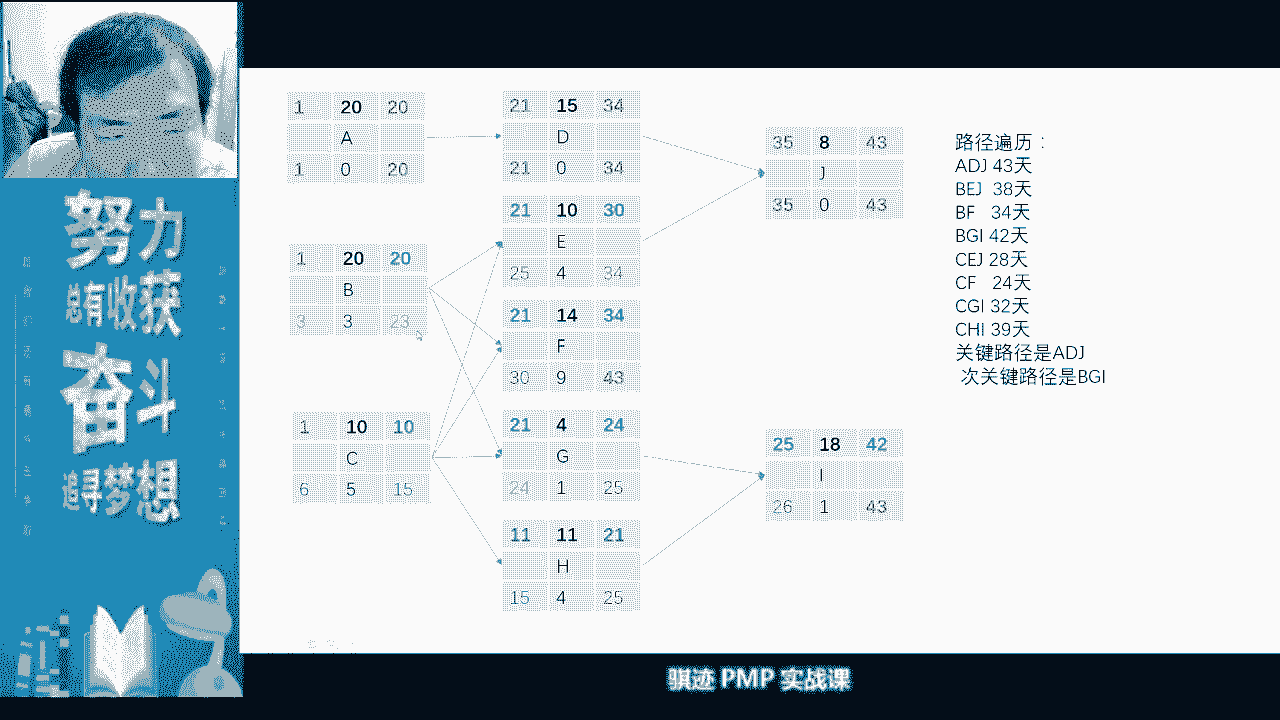 努力
总有收获
奋斗
追寻梦想
1 20 20
A
1 0 20
1 20 20
B
3 3 23
1 10 10
C
6 5 15
21 15 34
D
21 0 34
21 10 30
E
25 4 34
21 14 34
F
30 9 43
21 4 24
G
24 1 25
11 11 21
H
15 4 25
35 8 43
J
35 0 43
25 18 42
I
26 1 43
路径遍历：
ADJ 43天
BEJ 38天
BF 34天
BGI 42天
CEJ 28天
CF 24天
CGI 32天
CHI 39天
关键路径是ADJ
次关键路径是BGI
骐迹 PMP 实战课